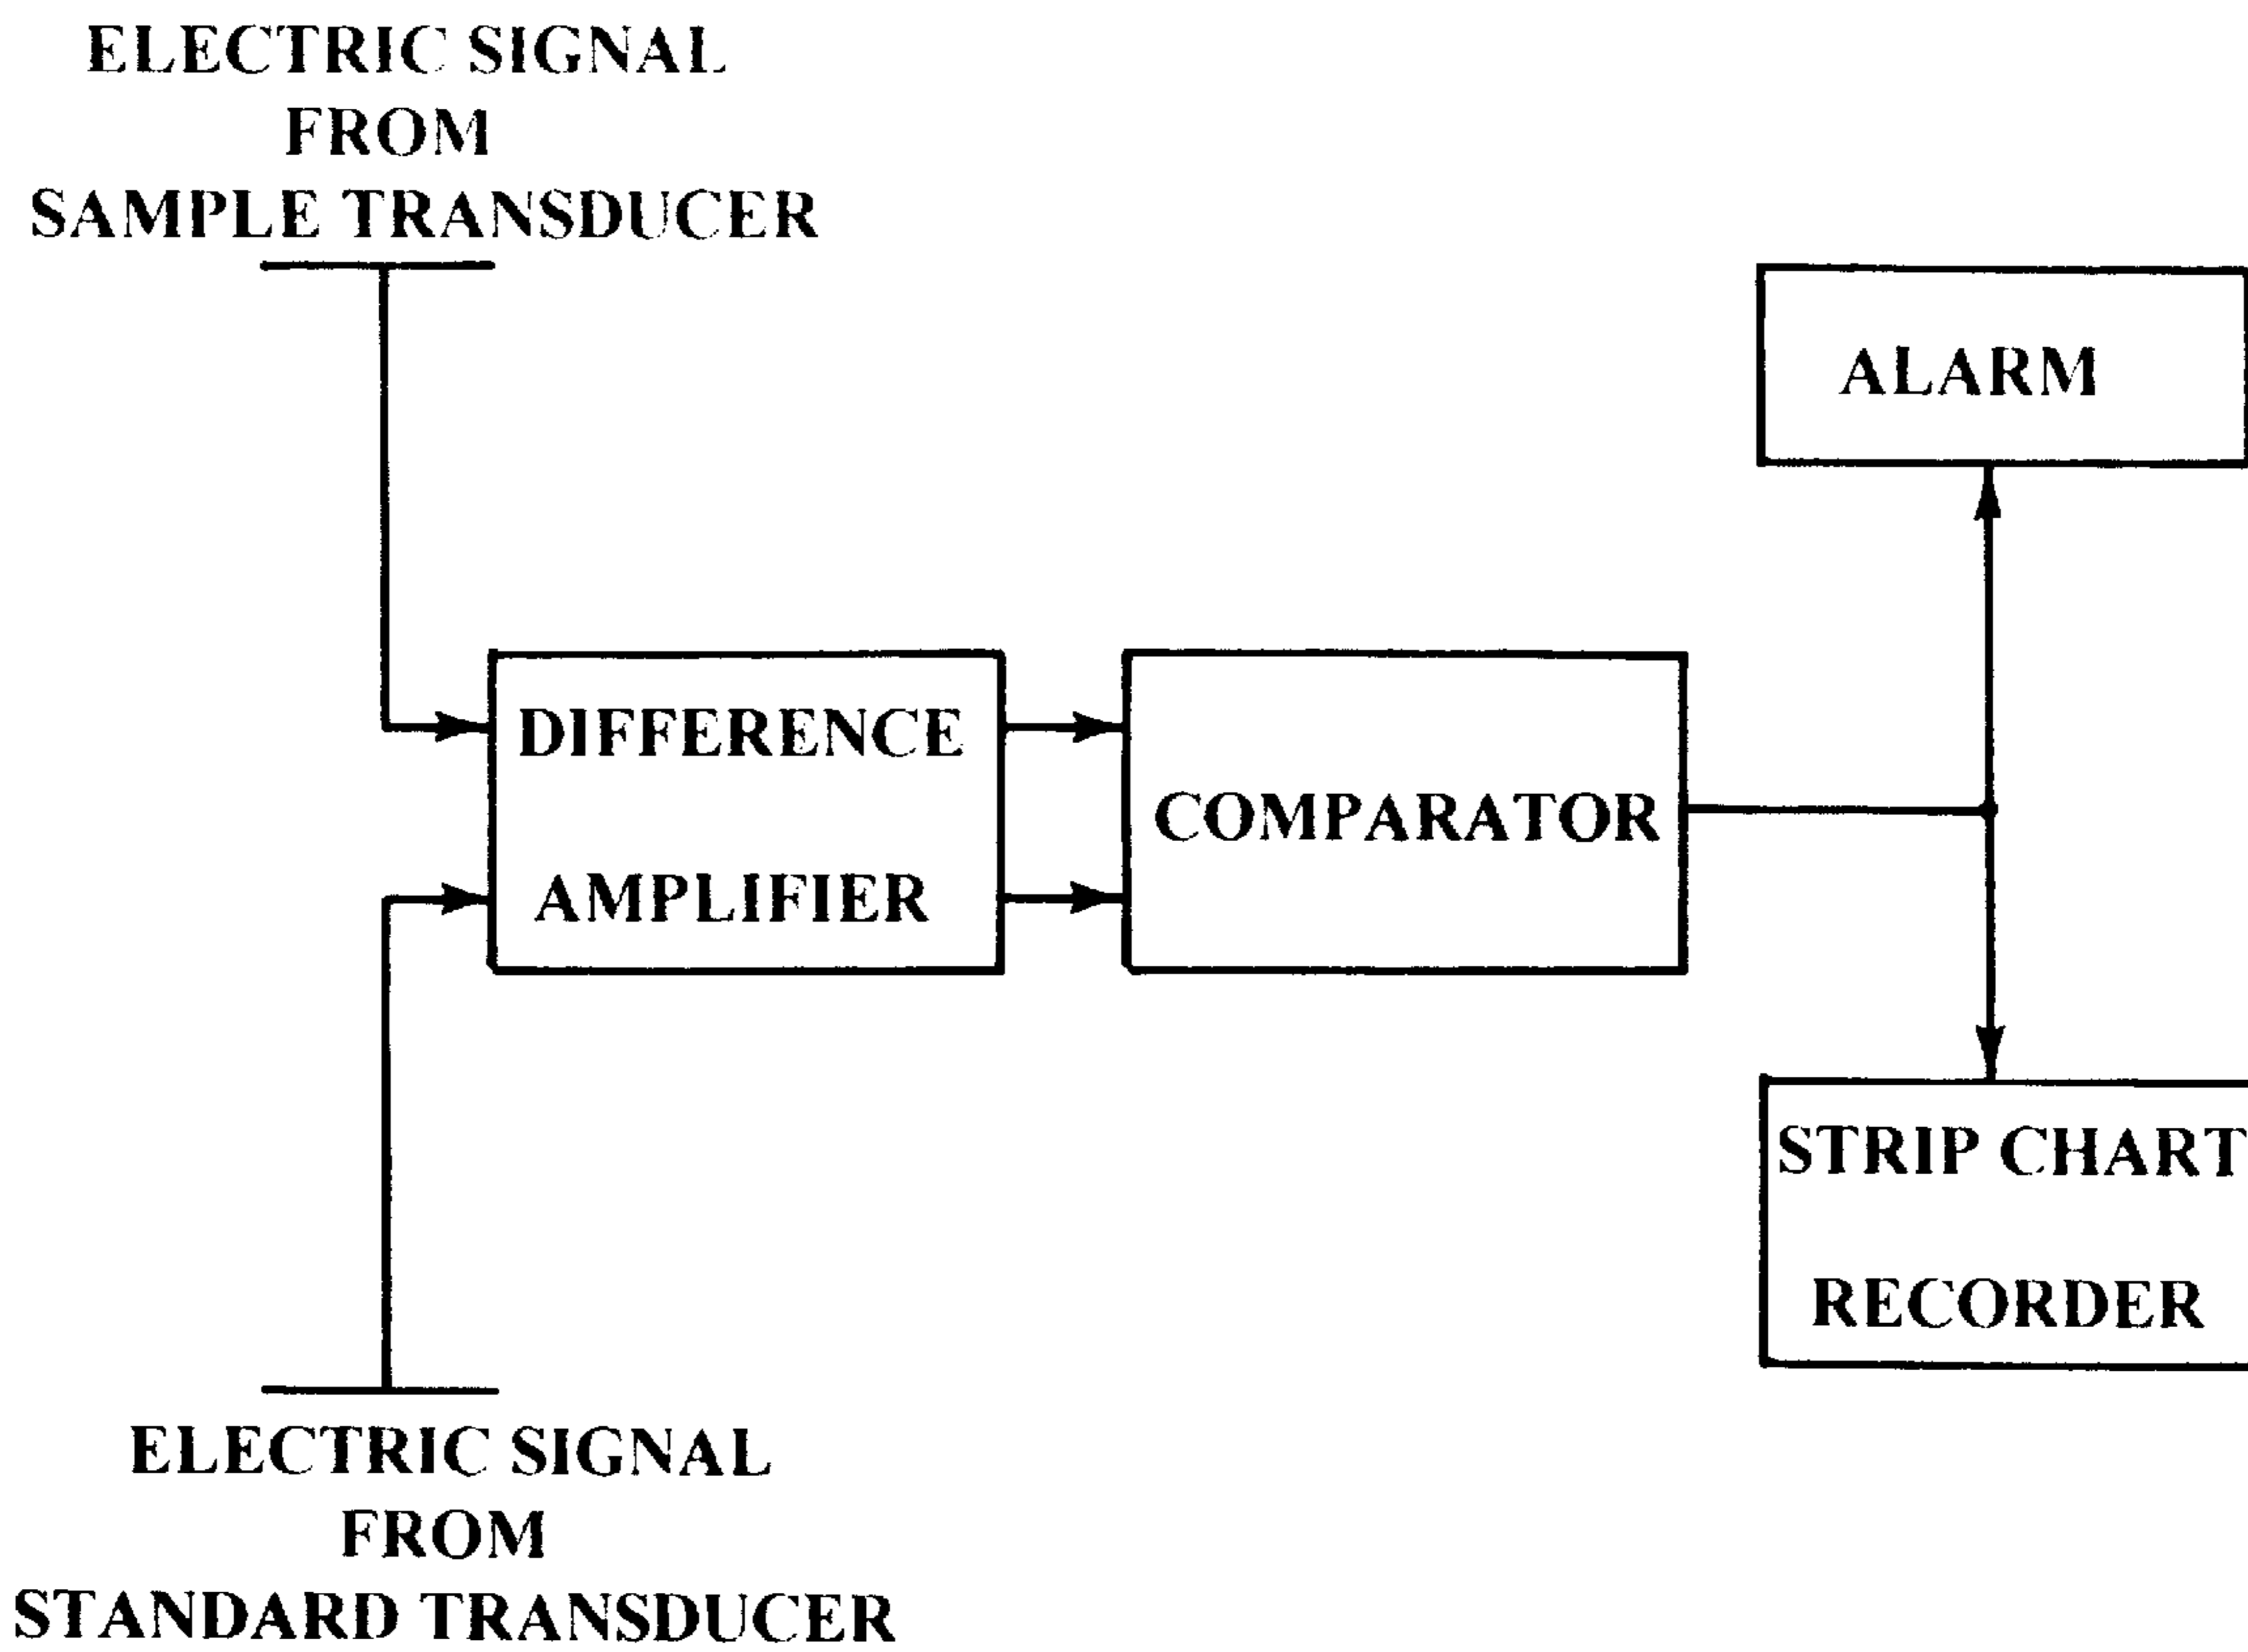 ELECTRIC SIGNAL
FROM
SAMPLE TRANSDUCER
ALARM
DIFFERENCE
AMPLIFIER
COMPARATOR
STRIP CHART
RECORDER
ELECTRIC SIGNAL
FROM
STANDARD TRANSDUCER